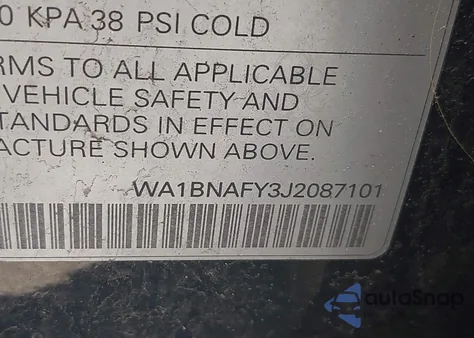 0 KPA 38 PSI COLD
RMS TO ALL APPLICABLE
VEHICLE SAFETY AND
STANDARDS IN EFFECT ON
ACTURE SHOWN ABOVE.
WA1BNAFY3J2087101
autoSnap